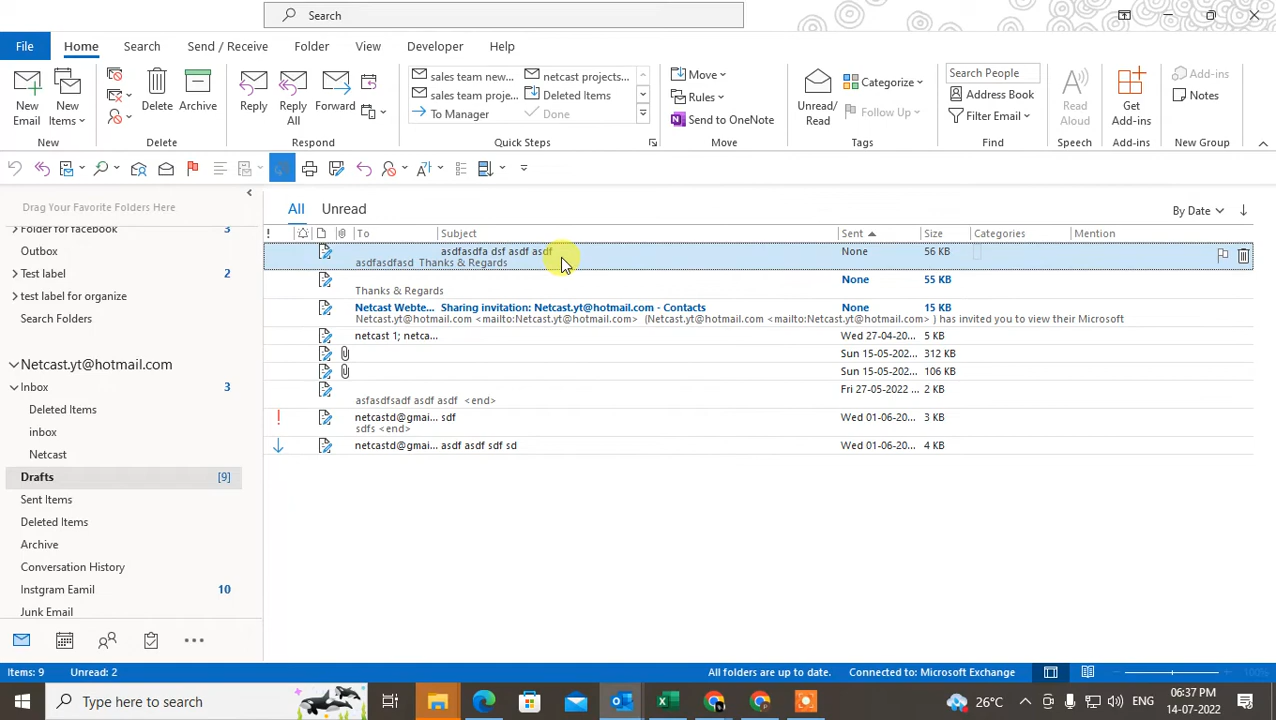 Search
File Home Search Send / Receive Folder View Developer Help
New Email New Items Delete Archive Reply Reply All Forward
sales team new... netcast projects...
sales team proje... Deleted Items
To Manager Done
Move Rules Send to OneNote
Unread/ Read Categorize Follow Up
Search People
Address Book
Filter Email
Read Aloud Get Add-ins Add-ins Notes
New Delete Respond Quick Steps Move Tags Find Speech Add-ins New Group
Drag Your Favorite Folders Here
Folder for facebook 3
Outbox
Test label 2
test label for organize
Search Folders
Netcast.yt@hotmail.com
Inbox 3
Deleted Items
inbox
Netcast
Drafts [9]
Sent Items
Deleted Items
Archive
Conversation History
Instgram Eamil 10
Junk Email
All Unread By Date
To Subject Sent Size Categories Mention
asdfasdfa dsf asdf asdf None 56 KB
asdfasdfasd Thanks & Regards
None 55 KB
Thanks & Regards
Netcast Webte... Sharing invitation: Netcast.yt@hotmail.com - Contacts None 15 KB
Netcast.yt@hotmail.com <mailto:Netcast.yt@hotmail.com> (Netcast.yt@hotmail.com <mailto:Netcast.yt@hotmail.com> ) has invited you to view their Microsoft
netcast 1; netca... Wed 27-04-20... 5 KB
Sun 15-05-202... 312 KB
Sun 15-05-202... 106 KB
Fri 27-05-2022 ... 2 KB
asfasdfsadf asdf asdf <end>
netcastd@gmai... sdf Wed 01-06-20... 3 KB
sdfs <end>
netcastd@gmai... asdf asdf sdf sd Wed 01-06-20... 4 KB
Items: 9 Unread: 2 All folders are up to date. Connected to: Microsoft Exchange 100%
Type here to search 26°C ENG 06:37 PM
14-07-2022